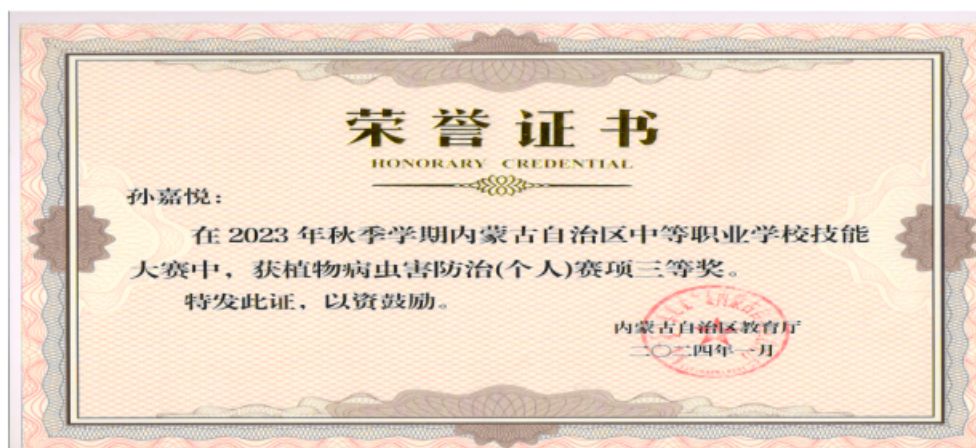 荣誉证书
HONORARY CREDENTIAL
孙嘉悦：
在 2023 年秋季学期内蒙古自治区中等职业学校技能
大赛中，获植物病虫害防治(个人)赛项三等奖。
特发此证，以资鼓励。
内蒙古自治区教育厅
二〇二四年一月